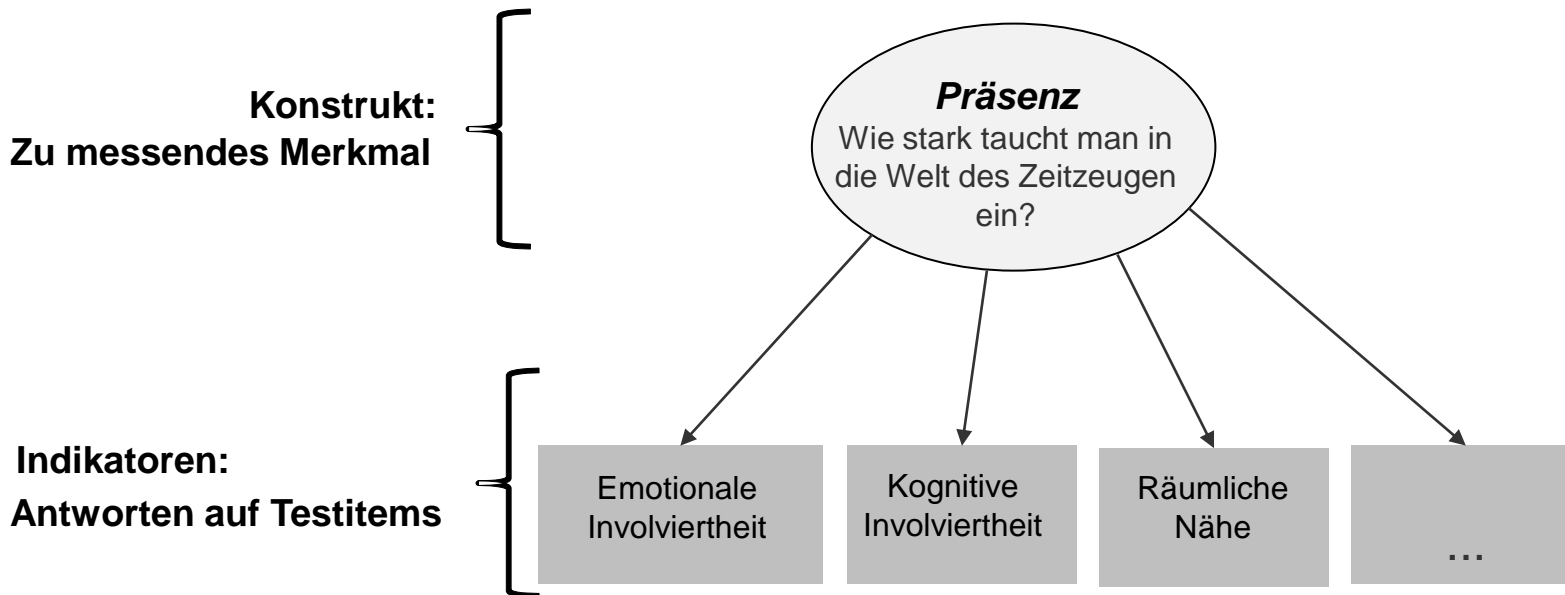 Konstrukt:
Zu messendes Merkmal
Präsenz
Wie stark taucht man in
die Welt des Zeitzeugen
ein?
Indikatoren:
Antworten auf Testitems
Emotionale
Involviertheit
Kognitive
Involviertheit
Räumliche
Nähe
...